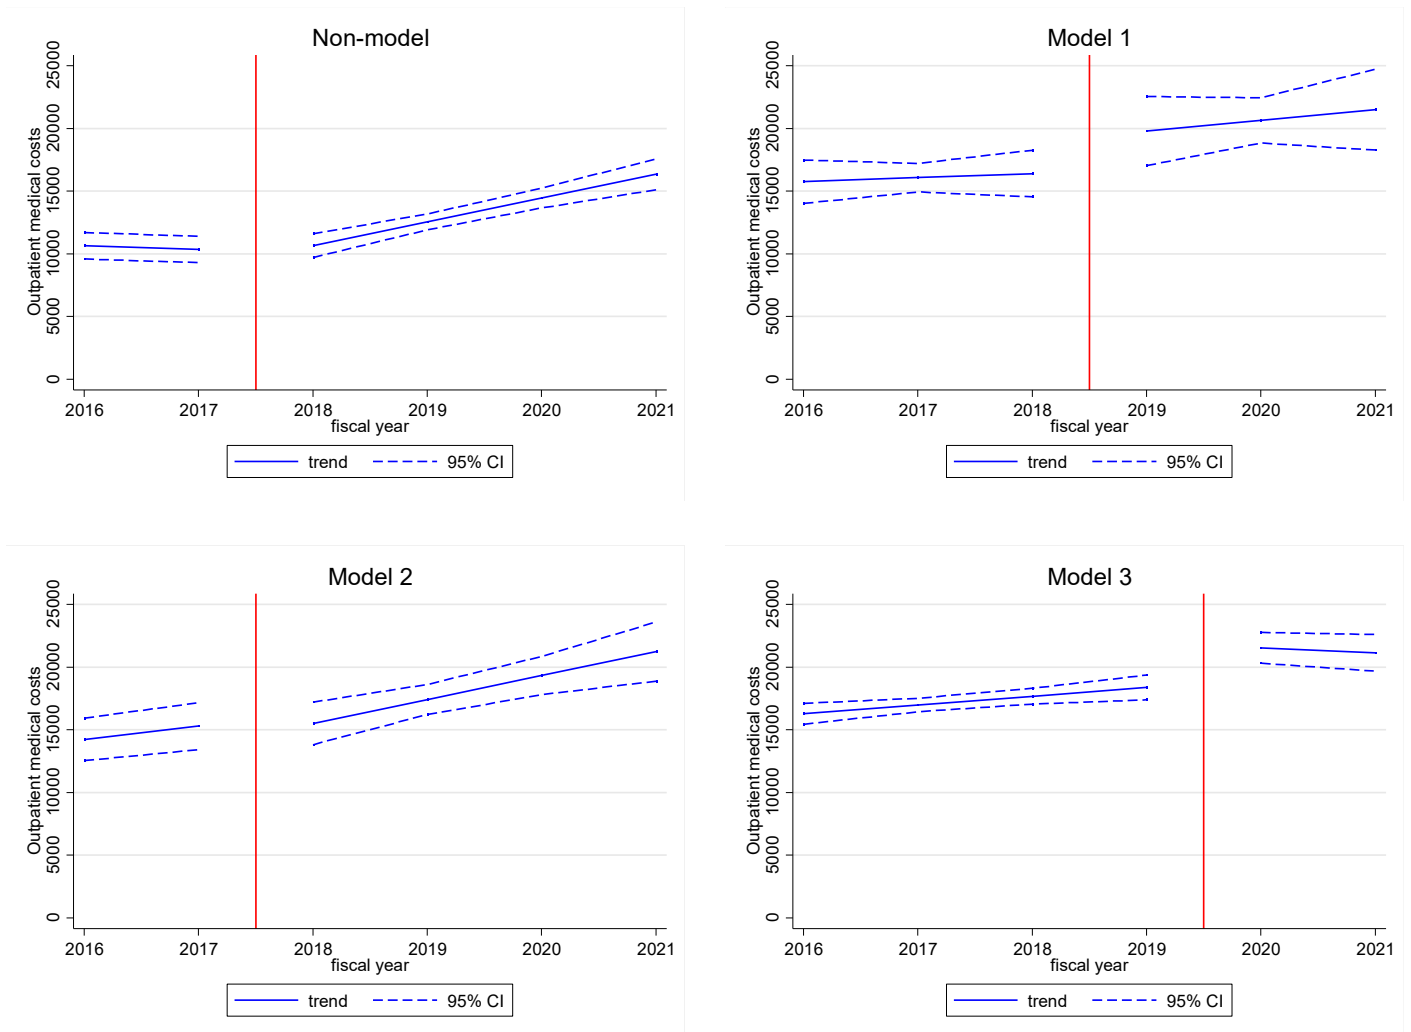 Non-model
Outpatient medical costs
25000
20000
15000
10000
5000
0
2016 2017 2018 2019 2020 2021
fiscal year
trend 95% CI
Model 1
Outpatient medical costs
25000
20000
15000
10000
5000
0
2016 2017 2018 2019 2020 2021
fiscal year
trend 95% CI
Model 2
Outpatient medical costs
25000
20000
15000
10000
5000
0
2016 2017 2018 2019 2020 2021
fiscal year
trend 95% CI
Model 3
Outpatient medical costs
25000
20000
15000
10000
5000
0
2016 2017 2018 2019 2020 2021
fiscal year
trend 95% CI